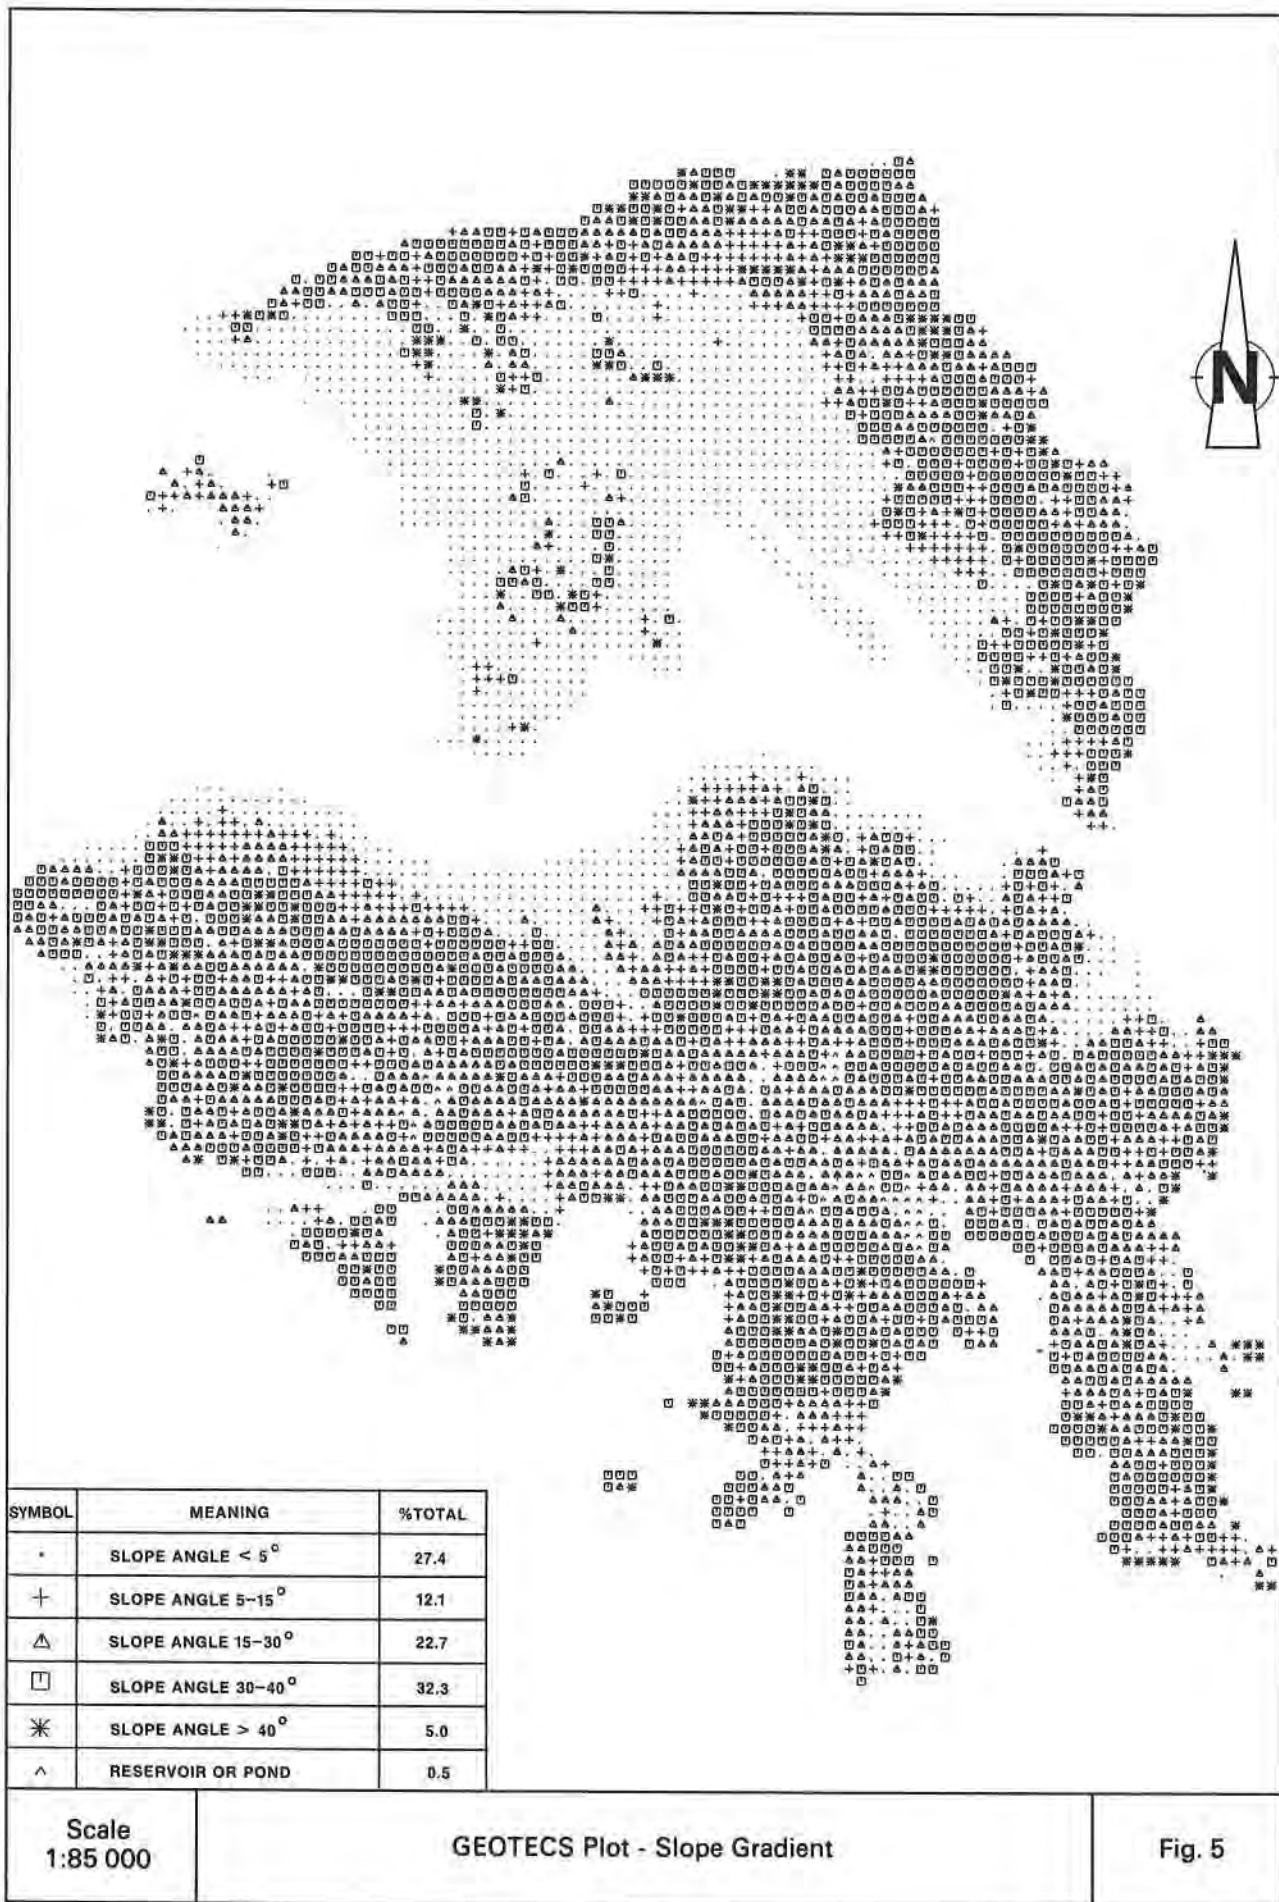 N
SYMBOL MEANING %TOTAL
. SLOPE ANGLE < 5° 27.4
+ SLOPE ANGLE 5-15° 12.1
SLOPE ANGLE 15-30° 22.7
SLOPE ANGLE 30-40° 32.3
SLOPE ANGLE > 40° 5.0
^ RESERVOIR OR POND 0.5
Scale
1:85 000
GEOTECS Plot - Slope Gradient
Fig. 5